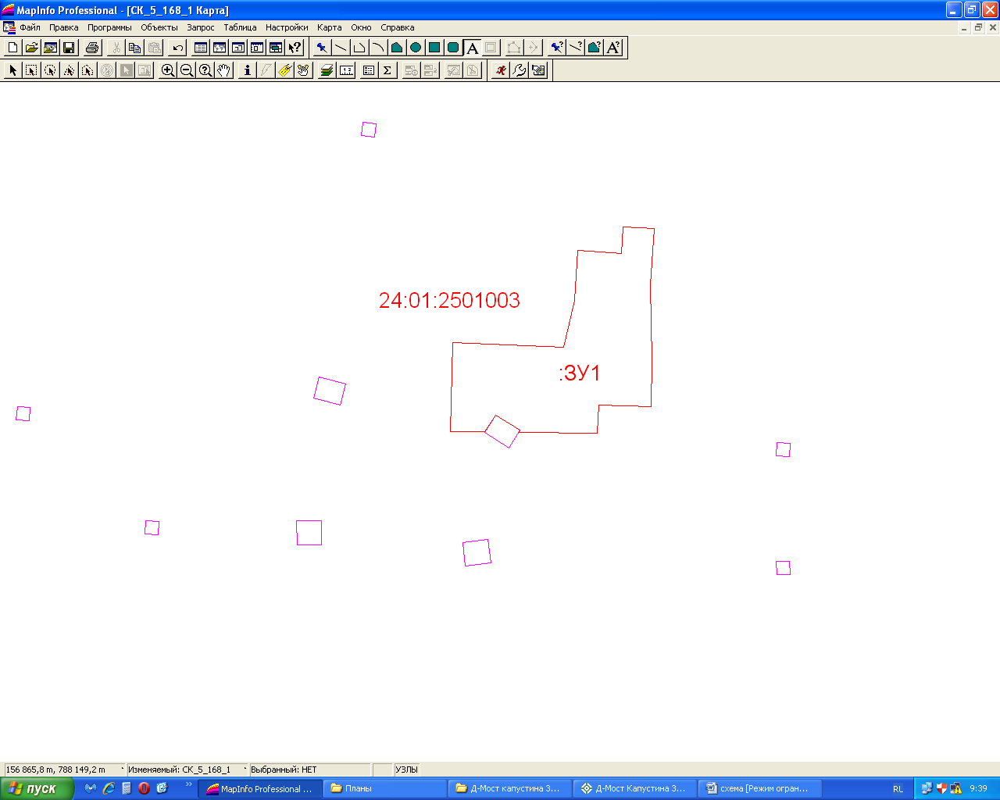 MapInfo Professional - [СК_5_168_1 Карта]
Файл Правка Программы Объекты Запрос Таблица Настройки Карта Окно Справка
24:01:2501003
:ЗУ1
156 865,8 m, 788 149,2 m Изменяемый: СК_5_168_1 Выбранный: НЕТ УЗЛЫ
пуск MapInfo Professional ... Планы Д-Мост капустина З... Д-Мост Капустина З... схема [Режим огран... RL 9:39